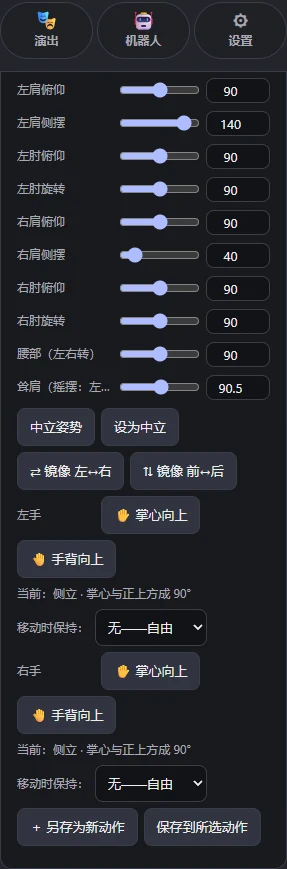 演出 机器人 设置
左肩俯仰 90
左肩侧摆 140
左肘俯仰 90
左肘旋转 90
右肩俯仰 90
右肩侧摆 40
右肘俯仰 90
右肘旋转 90
腰部（左右转） 90
耸肩（摇摆：左... 90.5
中立姿势 设为中立
⇄ 镜像 左↔右 ⇅ 镜像 前↔后
左手 掌心向上
手背向上
当前：侧立 · 掌心与正上方成 90°
移动时保持： 无——自由
右手 掌心向上
手背向上
当前：侧立 · 掌心与正上方成 90°
移动时保持： 无——自由
+ 另存为新动作 保存到所选动作